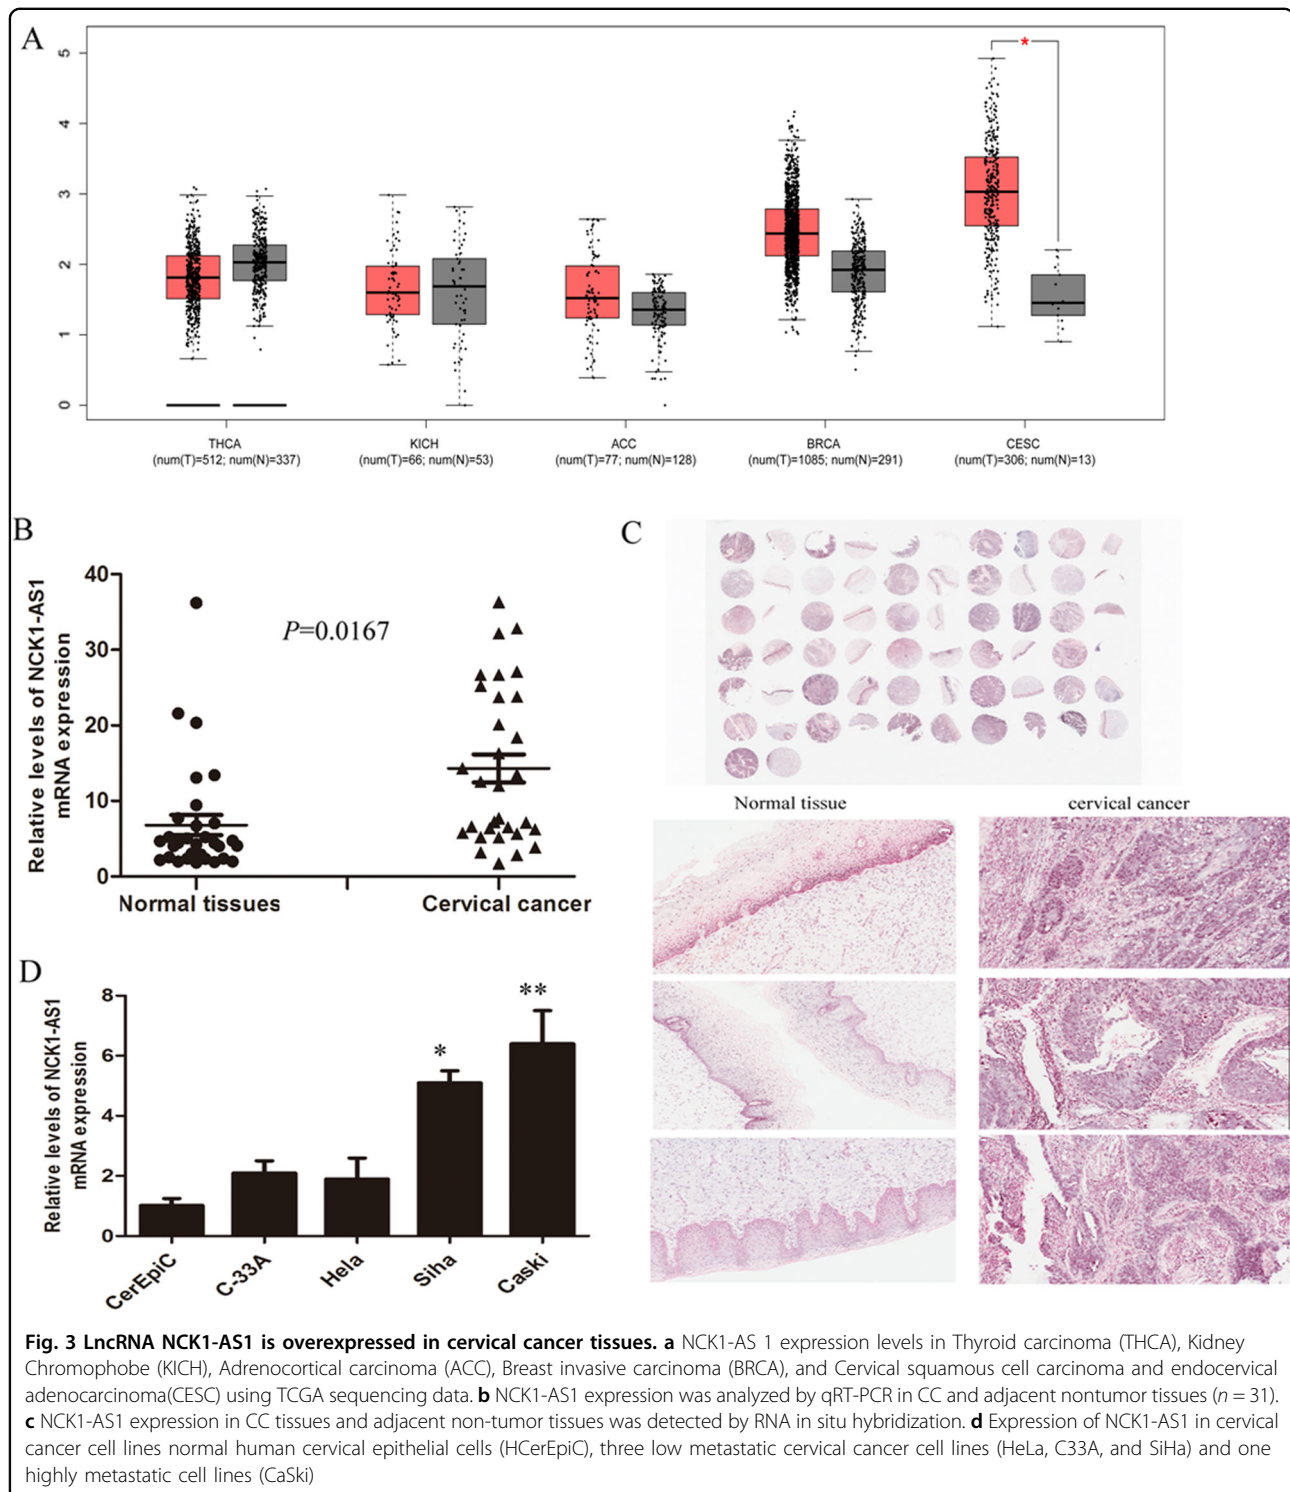 A
5
4
3
2
1
0
*
THCA
(num(T)=512; num(N)=337)
KICH
(num(T)=66; num(N)=53)
ACC
(num(T)=77; num(N)=128)
BRCA
(num(T)=1085; num(N)=291)
CESC
(num(T)=306; num(N)=13)
B
Relative levels of NCK1-AS1
mRNA expression
40
30
20
10
0
P=0.0167
Normal tissues
Cervical cancer
C
Normal tissue
cervical cancer
D
Relative levels of NCK1-AS1
mRNA expression
8
6
4
2
0
*
**
CerEpiC
C-33A
Hela
Siha
Caski
Fig. 3 LncRNA NCK1-AS1 is overexpressed in cervical cancer tissues. a NCK1-AS 1 expression levels in Thyroid carcinoma (THCA), Kidney
Chromophobe (KICH), Adrenocortical carcinoma (ACC), Breast invasive carcinoma (BRCA), and Cervical squamous cell carcinoma and endocervical
adenocarcinoma(CESC) using TCGA sequencing data. b NCK1-AS1 expression was analyzed by qRT-PCR in CC and adjacent nontumor tissues (n = 31).
c NCK1-AS1 expression in CC tissues and adjacent non-tumor tissues was detected by RNA in situ hybridization. d Expression of NCK1-AS1 in cervical
cancer cell lines normal human cervical epithelial cells (HCerEpiC), three low metastatic cervical cancer cell lines (HeLa, C33A, and SiHa) and one
highly metastatic cell lines (CaSki)